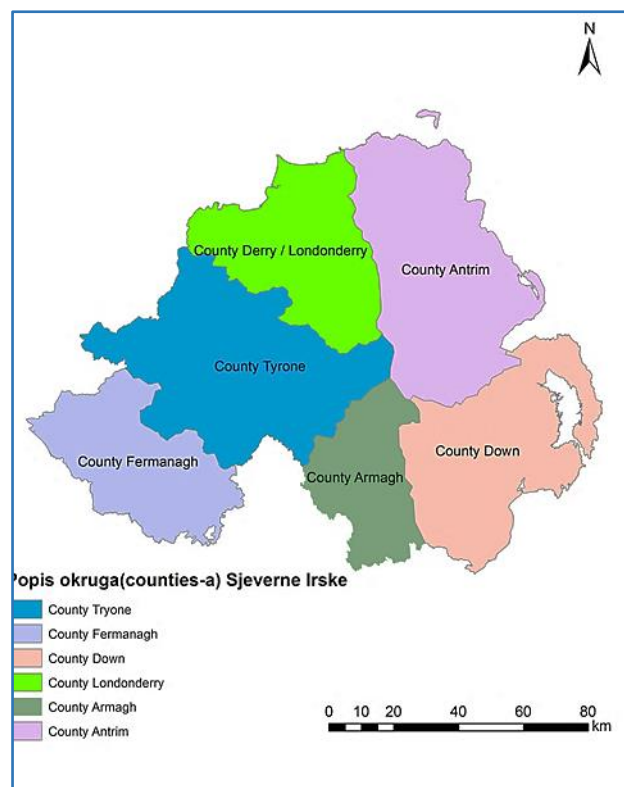 N
County Derry / Londonderry
County Antrim
County Tyrone
County Down
County Fermanagh
County Armagh
Popis okruga(counties-a) Sjeverne Irske
County Tryone
County Fermanagh
County Down
County Londonderry
County Armagh
County Antrim
0 10 20 40 60 80
km